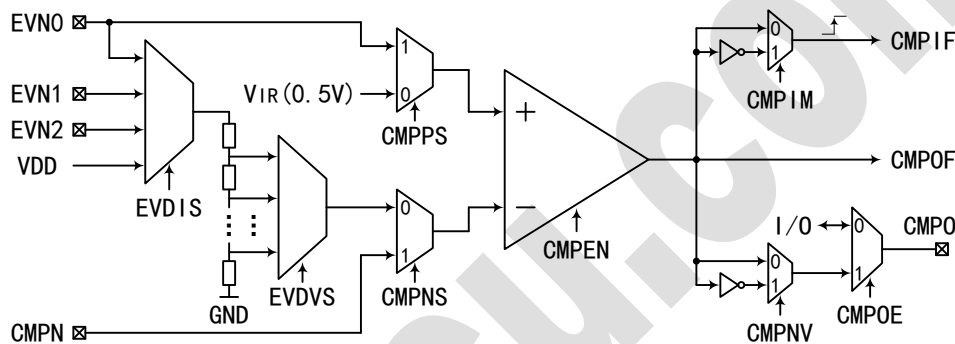 EVN0
EVN1
EVN2
VDD
EVDIS
GND
EVDVS
VIR(0.5V)
1
0
CMPPS
0
1
CMPNS
CMPN
+
−
CMPEN
0
1
CMPIM
CMPIF
CMPOF
I/O
0
1
CMPNV
0
1
CMPOE
CMPO